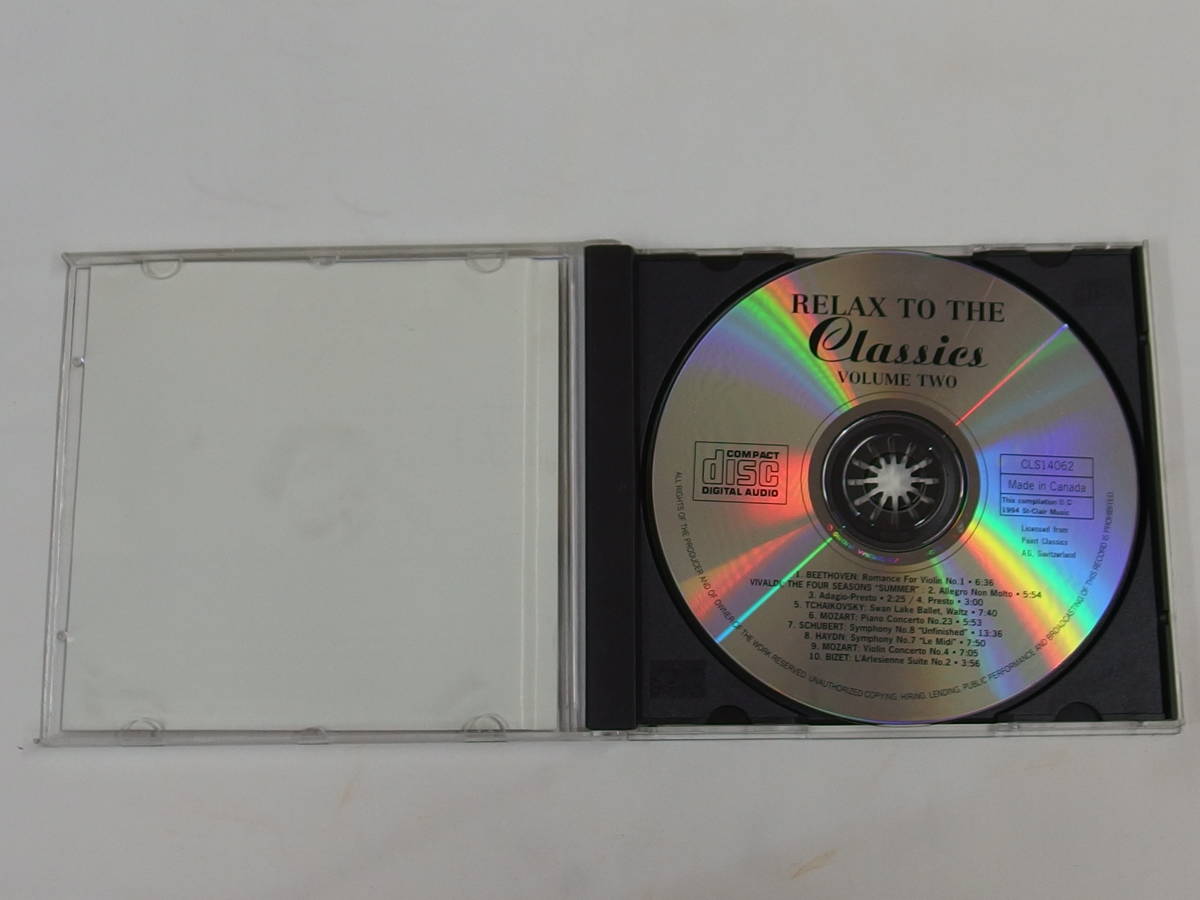 RELAX TO THE
Classics
VOLUME TWO
COMPACT
disc
DIGITAL AUDIO
CLS14062
Made in Canada
This compilation
1994 St-Clair Music
Licensed from
Point Classics
AG, Switzerland
1. BEETHOVEN: Romance For Violin No.1 • 6:36
VIVALDI: THE FOUR SEASONS "SUMMER" : 2. Allegro Non Molto • 5:54
3. Adagio-Presto • 2:25 / 4. Presto • 3:00
5. TCHAIKOVSKY: Swan Lake Ballet, Waltz • 7:40
6. MOZART: Piano Concerto No.23 • 5:53
7. SCHUBERT: Symphony No.8 "Unfinished" • 13:36
8. HAYDN: Symphony No.7 "Le Midi" • 7:50
9. MOZART: Violin Concerto No.4 • 7:05
10. BIZET: L'Arlesienne Suite No.2 • 3:56
ALL RIGHTS OF THE PRODUCER AND OF OWNER OF THE WORK RESERVED. UNAUTHORIZED COPYING, HIRING, LENDING, PUBLIC PERFORMANCE AND BROADCASTING OF THIS RECORD IS PROHIBITED.